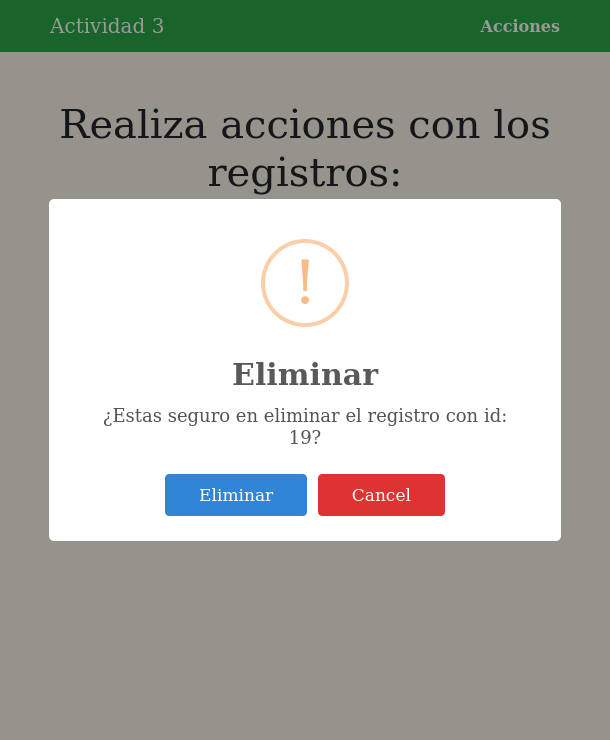 Actividad 3
Acciones
Realiza acciones con los
registros:
!
Eliminar
¿Estas seguro en eliminar el registro con id:
19?
Eliminar
Cancel